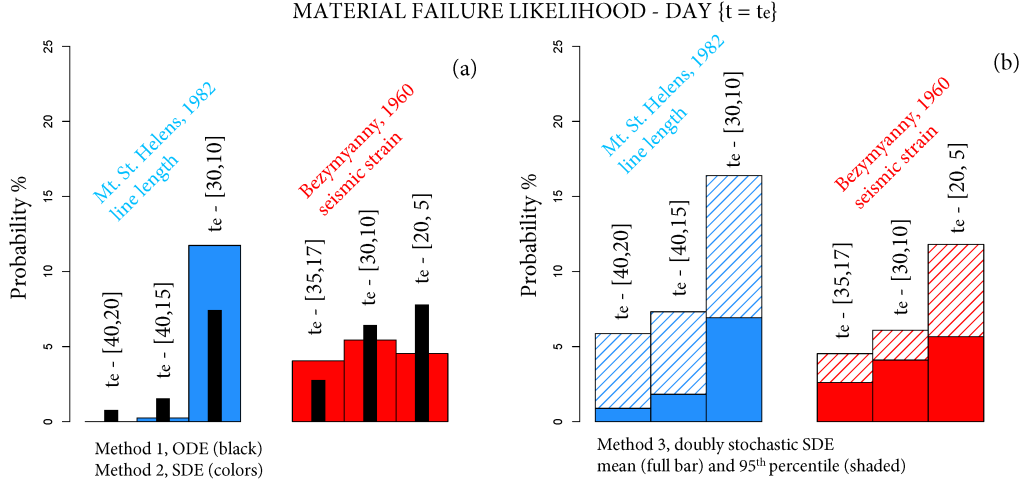 MATERIAL FAILURE LIKELIHOOD - DAY {t = te}
(a)
Probability %
0
5
10
15
20
25
Mt. St. Helens, 1982
line length
te - [40,20]
te - [40,15]
te - [30,10]
Bezymyanny, 1960
seismic strain
te - [35,17]
te - [30,10]
te - [20, 5]
Method 1, ODE (black)
Method 2, SDE (colors)
(b)
Probability %
0
5
10
15
20
25
Mt. St. Helens, 1982
line length
te - [40,20]
te - [40,15]
te - [30,10]
Bezymyanny, 1960
seismic strain
te - [35,17]
te - [30,10]
te - [20, 5]
Method 3, doubly stochastic SDE
mean (full bar) and 95th percentile (shaded)